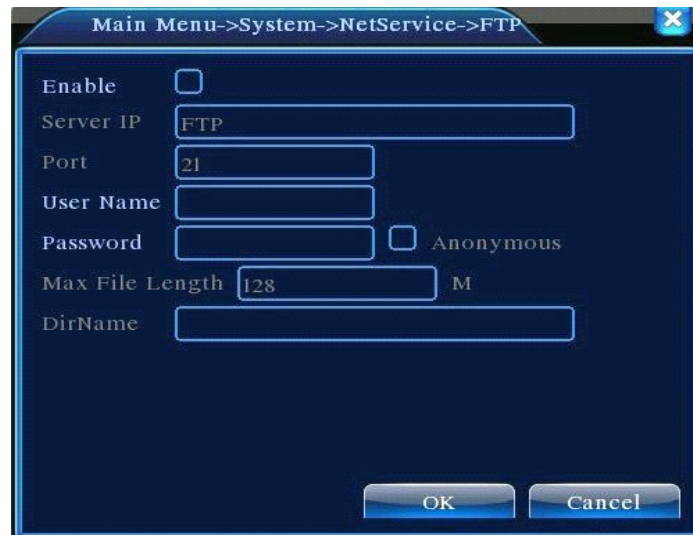 Main Menu->System->NetService->FTP
Enable
Server IP FTP
Port 21
User Name
Password Anonymous
Max File Length 128 M
DirName
OK Cancel